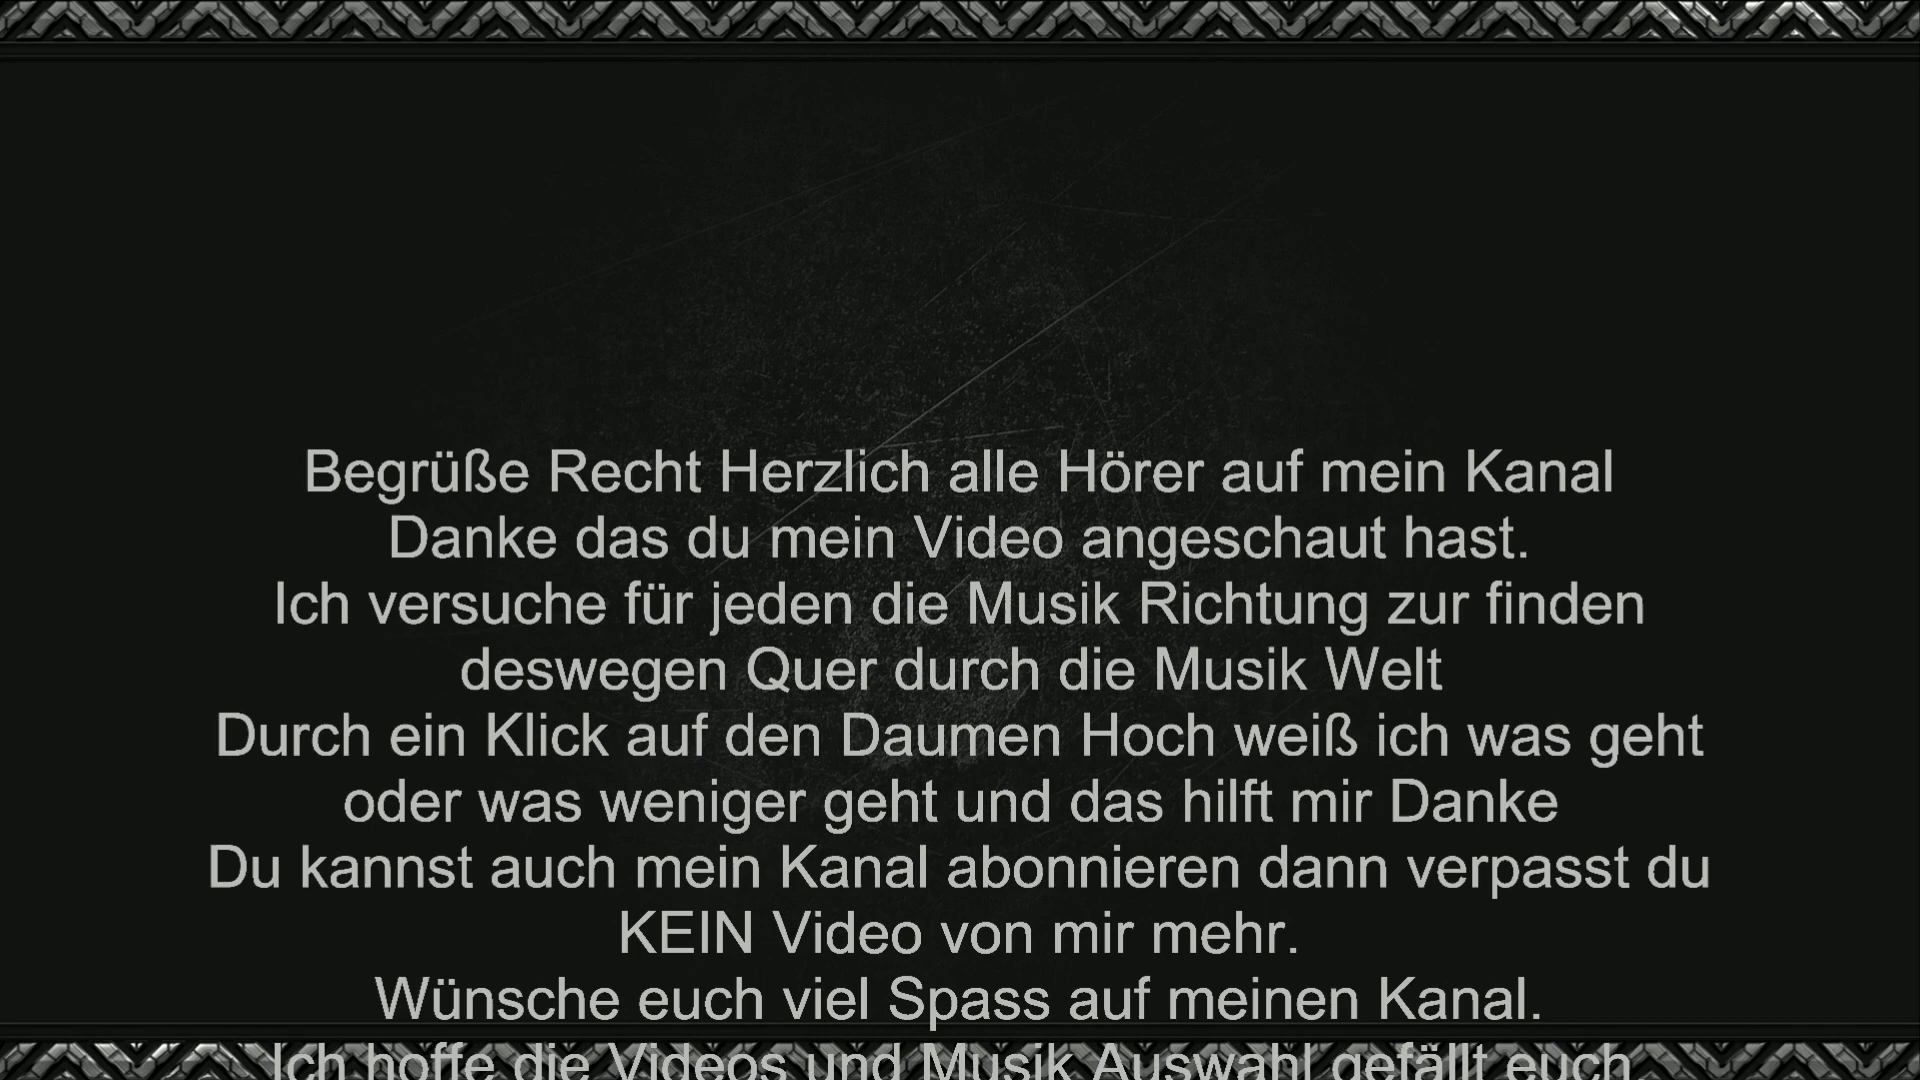 Begrüße Recht Herzlich alle Hörer auf mein Kanal
Danke das du mein Video angeschaut hast.
Ich versuche für jeden die Musik Richtung zur finden
deswegen Quer durch die Musik Welt
Durch ein Klick auf den Daumen Hoch weiß ich was geht
oder was weniger geht und das hilft mir Danke
Du kannst auch mein Kanal abonnieren dann verpasst du
KEIN Video von mir mehr.
Wünsche euch viel Spass auf meinen Kanal.
Ich hoffe die Videos und Musik Auswahl gefällt euch